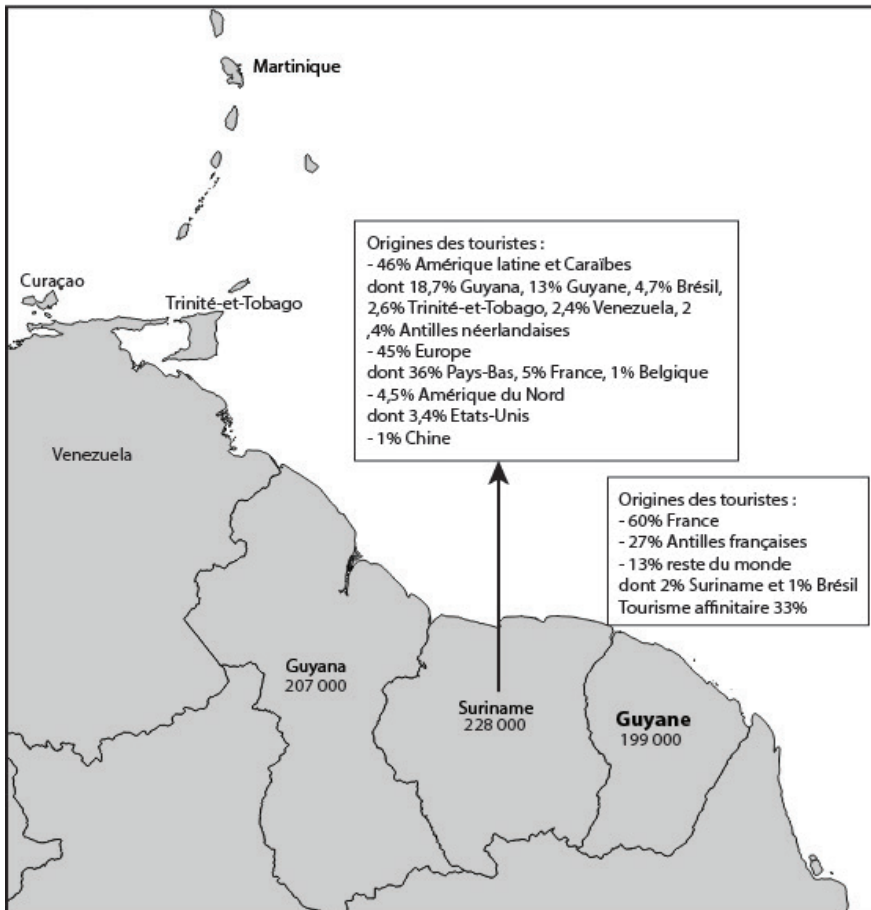 Martinique
Origines des touristes :
- 46% Amérique latine et Caraïbes
dont 18,7% Guyana, 13% Guyane, 4,7% Brésil,
2,6% Trinité-et-Tobago, 2,4% Venezuela, 2
,4% Antilles néerlandaises
- 45% Europe
dont 36% Pays-Bas, 5% France, 1% Belgique
- 4,5% Amérique du Nord
dont 3,4% Etats-Unis
- 1% Chine
Curaçao
Trinité-et-Tobago
Venezuela
Origines des touristes :
- 60% France
- 27% Antilles françaises
- 13% reste du monde
dont 2% Suriname et 1% Brésil
Tourisme affinitaire 33%
Guyana
207 000
Suriname
228 000
Guyane
199 000